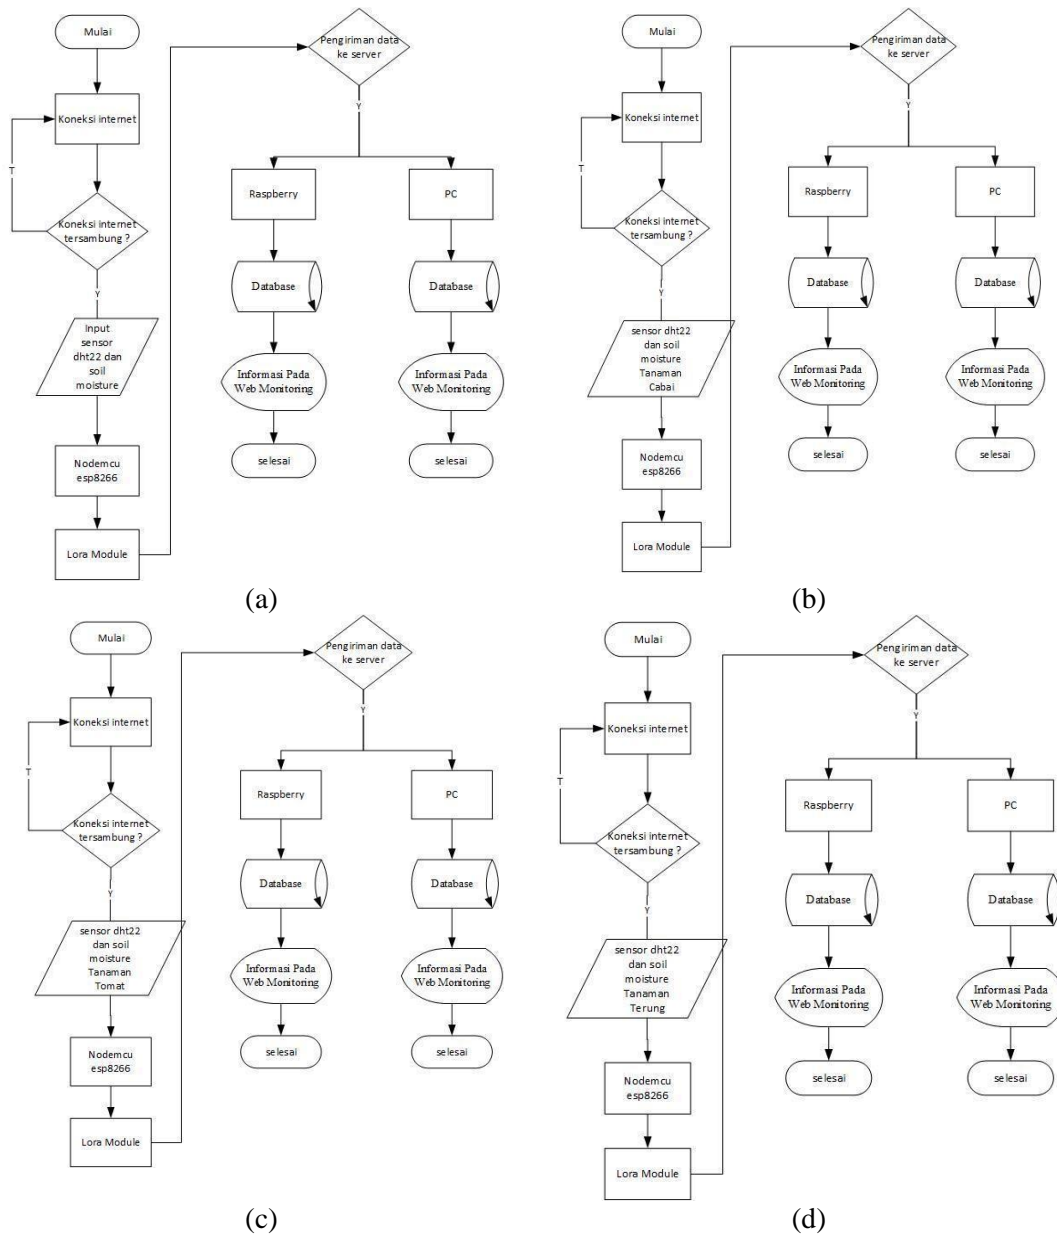 Mulai
Koneksi internet
T
Koneksi internet
tersambung ?
Y
Input
sensor
dht22 dan
soil
moisture
Nodemcu
esp8266
Lora Module
Pengiriman data
ke server
Y
Raspberry
PC
Database
Database
Informasi Pada
Web Monitoring
Informasi Pada
Web Monitoring
selesai
selesai
(a)
Mulai
Koneksi internet
T
Koneksi internet
tersambung ?
Y
sensor dht22
dan soil
moisture
Tanaman
Cabai
Nodemcu
esp8266
Lora Module
Pengiriman data
ke server
Y
Raspberry
PC
Database
Database
Informasi Pada
Web Monitoring
Informasi Pada
Web Monitoring
selesai
selesai
(b)
Mulai
Koneksi internet
T
Koneksi internet
tersambung ?
Y
sensor dht22
dan soil
moisture
Tanaman
Tomat
Nodemcu
esp8266
Lora Module
Pengiriman data
ke server
Y
Raspberry
PC
Database
Database
Informasi Pada
Web Monitoring
Informasi Pada
Web Monitoring
selesai
selesai
(c)
Mulai
Koneksi internet
T
Koneksi internet
tersambung ?
Y
sensor dht22
dan soil
moisture
Tanaman
Terung
Nodemcu
esp8266
Lora Module
Pengiriman data
ke server
Y
Raspberry
PC
Database
Database
Informasi Pada
Web Monitoring
Informasi Pada
Web Monitoring
selesai
selesai
(d)